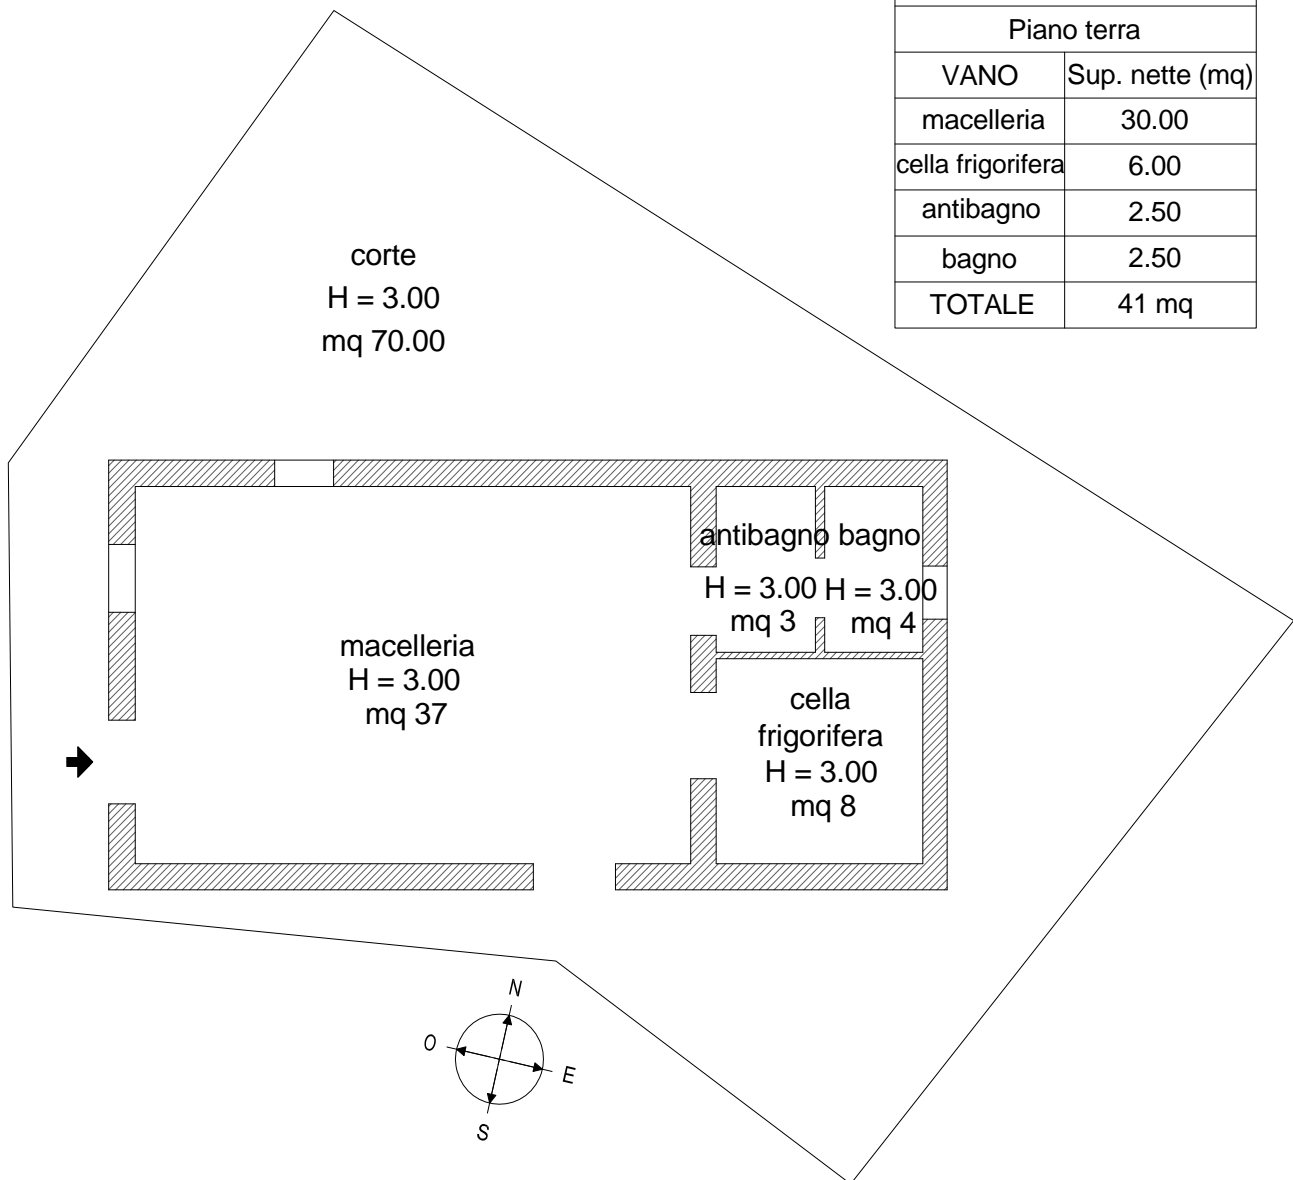 Piano terra
VANO Sup. nette (mq)
macelleria 30.00
cella frigorifera 6.00
antibagno 2.50
bagno 2.50
TOTALE 41 mq
corte
H = 3.00
mq 70.00
antibagno bagno
H = 3.00 H = 3.00
mq 3 mq 4
macelleria
H = 3.00
mq 37
cella
frigorifera
H = 3.00
mq 8
N
O
E
S